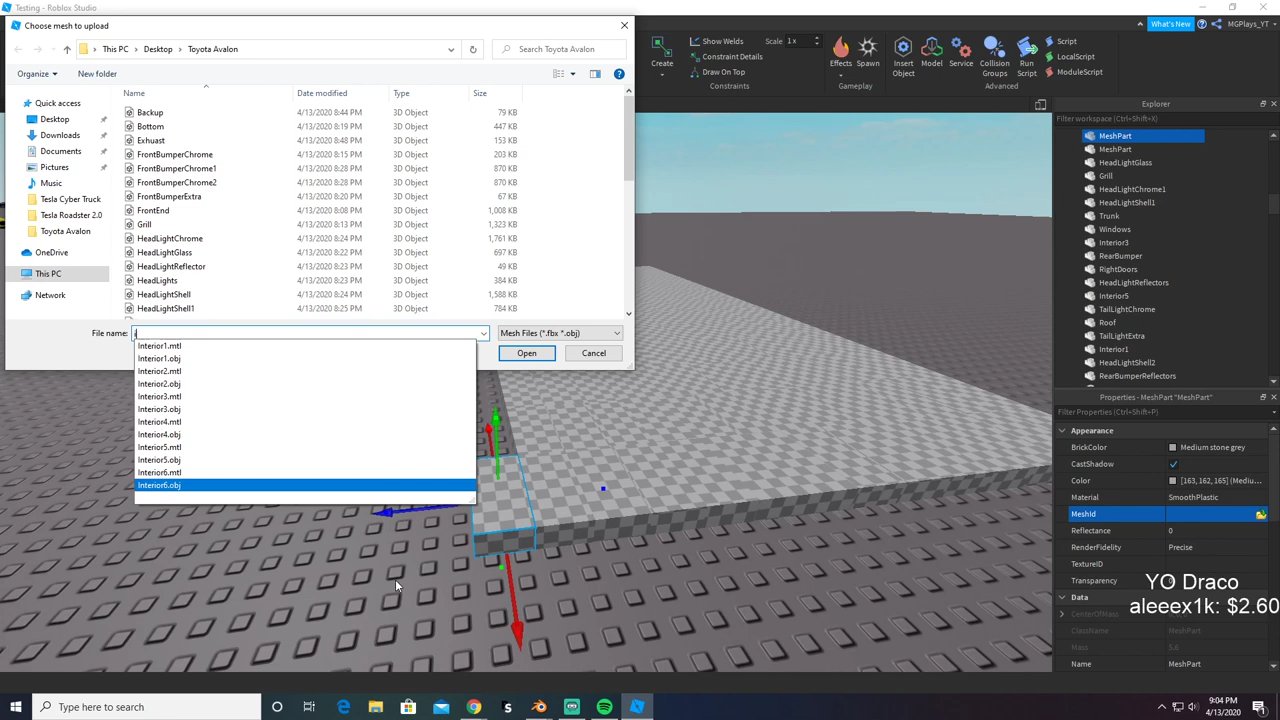 Testing - Roblox Studio
Choose mesh to upload
This PC > Desktop > Toyota Avalon
Search Toyota Avalon
Organize
New folder
Name
Date modified
Type
Size
Quick access
Desktop
Downloads
Documents
Pictures
Music
Tesla Cyber Truck
Tesla Roadster 2.0
Toyota Avalon
OneDrive
This PC
Network
Backup 4/13/2020 8:44 PM 3D Object 79 KB
Bottom 4/13/2020 8:19 PM 3D Object 447 KB
Exhuast 4/13/2020 8:48 PM 3D Object 153 KB
FrontBumperChrome 4/13/2020 8:15 PM 3D Object 203 KB
FrontBumperChrome1 4/13/2020 8:28 PM 3D Object 870 KB
FrontBumperChrome2 4/13/2020 8:28 PM 3D Object 870 KB
FrontBumperExtra 4/13/2020 8:20 PM 3D Object 67 KB
FrontEnd 4/13/2020 8:08 PM 3D Object 1,008 KB
Grill 4/13/2020 8:13 PM 3D Object 1,323 KB
HeadLightChrome 4/13/2020 8:24 PM 3D Object 1,761 KB
HeadLightGlass 4/13/2020 8:22 PM 3D Object 697 KB
HeadLightReflector 4/13/2020 8:23 PM 3D Object 49 KB
HeadLights 4/13/2020 8:23 PM 3D Object 384 KB
HeadLightShell 4/13/2020 8:24 PM 3D Object 1,588 KB
HeadLightShell1 4/13/2020 8:25 PM 3D Object 784 KB
File name: i
Mesh Files (*.fbx *.obj)
Open
Cancel
Interior1.mtl
Interior1.obj
Interior2.mtl
Interior2.obj
Interior3.mtl
Interior3.obj
Interior4.mtl
Interior4.obj
Interior5.mtl
Interior5.obj
Interior6.mtl
Interior6.obj
What's New
MGPlays_YT
Create
Show Welds
Scale 1 x
Constraint Details
Draw On Top
Constraints
Effects
Spawn
Gameplay
Insert Object
Model
Service
Collision Groups
Run Script
Script
LocalScript
ModuleScript
Advanced
Explorer
Filter workspace (Ctrl+Shift+X)
MeshPart
MeshPart
HeadLightGlass
Grill
HeadLightChrome1
HeadLightShell1
Trunk
Windows
Interior3
RearBumper
RightDoors
HeadLightReflectors
Interior5
TailLightChrome
Roof
TailLightExtra
Interior1
HeadLightShell2
RearBumperReflectors
Properties - MeshPart "MeshPart"
Filter Properties (Ctrl+Shift+P)
Appearance
BrickColor Medium stone grey
CastShadow
Color [163, 162, 165] (Mediu...
Material SmoothPlastic
MeshId
Reflectance 0
RenderFidelity Precise
TextureID
Transparency
YO Draco
Data
aleeex1k: $2.60
CenterOfMass
ClassName MeshPart
Mass 5.6
Name MeshPart
Type here to search
9:04 PM
4/13/2020